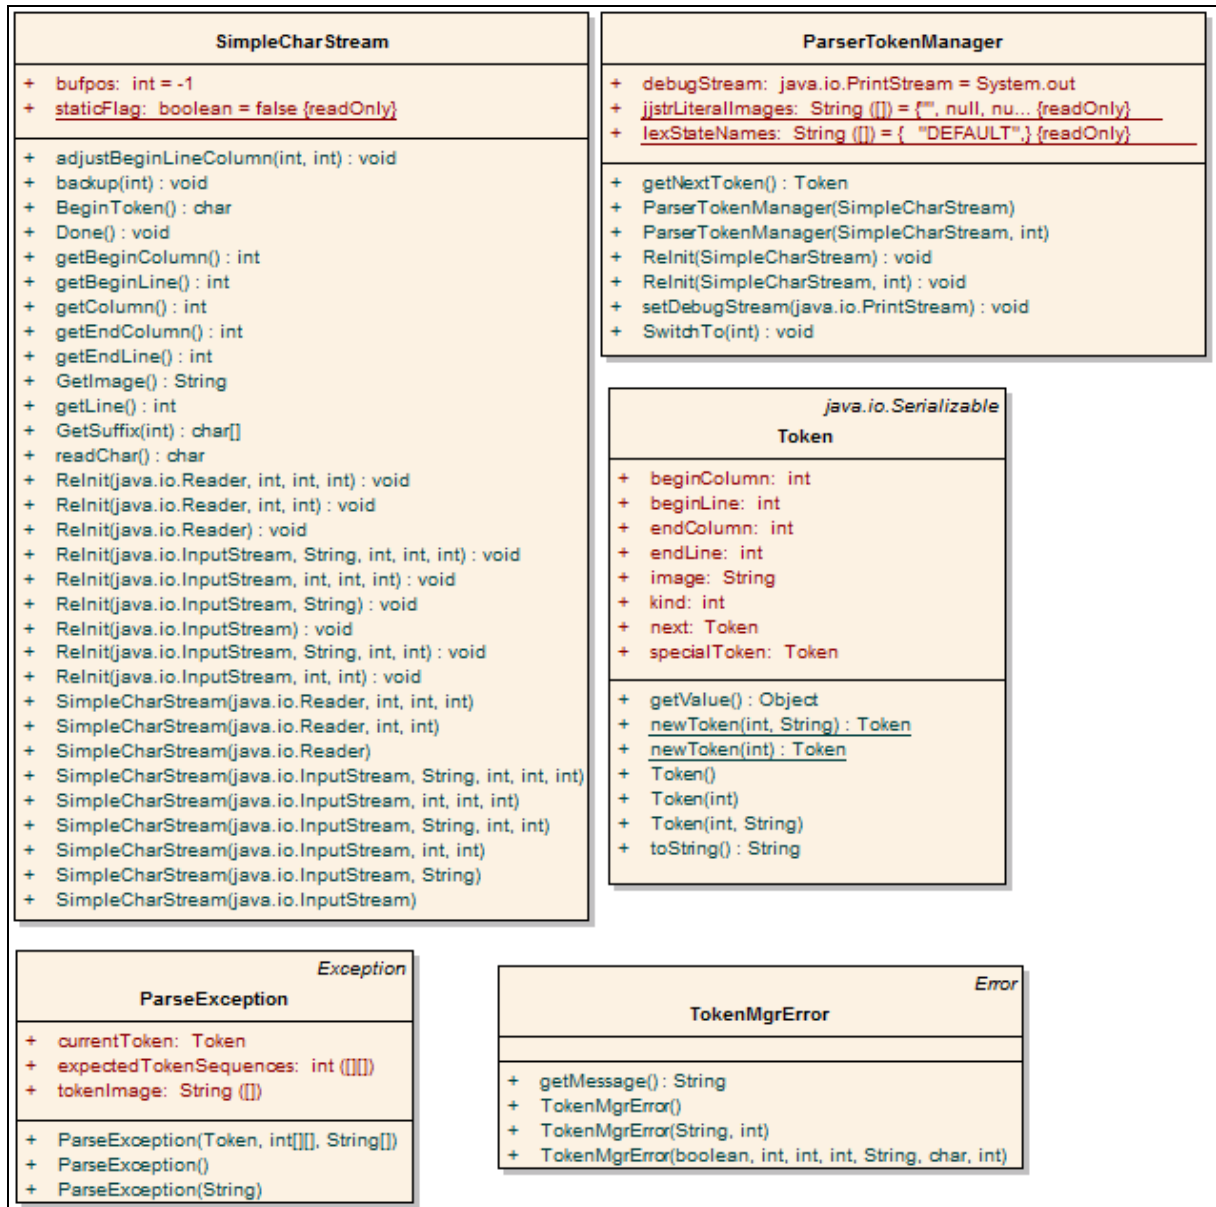 SimpleCharStream
+ bufpos: int = -1
+ staticFlag: boolean = false {readOnly}
+ adjustBeginLineColumn(int, int) : void
+ backup(int) : void
+ BeginToken() : char
+ Done() : void
+ getBeginColumn() : int
+ getBeginLine() : int
+ getColumn() : int
+ getEndColumn() : int
+ getEndLine() : int
+ GetImage() : String
+ getLine() : int
+ GetSuffix(int) : char[]
+ readChar() : char
+ ReInit(java.io.Reader, int, int, int) : void
+ ReInit(java.io.Reader, int, int) : void
+ ReInit(java.io.Reader) : void
+ ReInit(java.io.InputStream, String, int, int, int) : void
+ ReInit(java.io.InputStream, int, int, int) : void
+ ReInit(java.io.InputStream, String) : void
+ ReInit(java.io.InputStream) : void
+ ReInit(java.io.InputStream, String, int, int) : void
+ ReInit(java.io.InputStream, int, int) : void
+ SimpleCharStream(java.io.Reader, int, int, int)
+ SimpleCharStream(java.io.Reader, int, int)
+ SimpleCharStream(java.io.Reader)
+ SimpleCharStream(java.io.InputStream, String, int, int, int)
+ SimpleCharStream(java.io.InputStream, int, int, int)
+ SimpleCharStream(java.io.InputStream, String, int, int)
+ SimpleCharStream(java.io.InputStream, int, int)
+ SimpleCharStream(java.io.InputStream, String)
+ SimpleCharStream(java.io.InputStream)
ParserTokenManager
+ debugStream: java.io.PrintStream = System.out
+ jjstrLiteralImages: String ([]) = {"", null, nu... {readOnly}
+ lexStateNames: String ([]) = { "DEFAULT",} {readOnly}
+ getNextToken() : Token
+ ParserTokenManager(SimpleCharStream)
+ ParserTokenManager(SimpleCharStream, int)
+ ReInit(SimpleCharStream) : void
+ ReInit(SimpleCharStream, int) : void
+ setDebugStream(java.io.PrintStream) : void
+ SwitchTo(int) : void
java.io.Serializable
Token
+ beginColumn: int
+ beginLine: int
+ endColumn: int
+ endLine: int
+ image: String
+ kind: int
+ next: Token
+ specialToken: Token
+ getValue() : Object
+ newToken(int, String) : Token
+ newToken(int) : Token
+ Token()
+ Token(int)
+ Token(int, String)
+ toString() : String
Exception
ParseException
+ currentToken: Token
+ expectedTokenSequences: int ([][])
+ tokenImage: String ([])
+ ParseException(Token, int[][], String[])
+ ParseException()
+ ParseException(String)
Error
TokenMgrError
+ getMessage() : String
+ TokenMgrError()
+ TokenMgrError(String, int)
+ TokenMgrError(boolean, int, int, int, String, char, int)